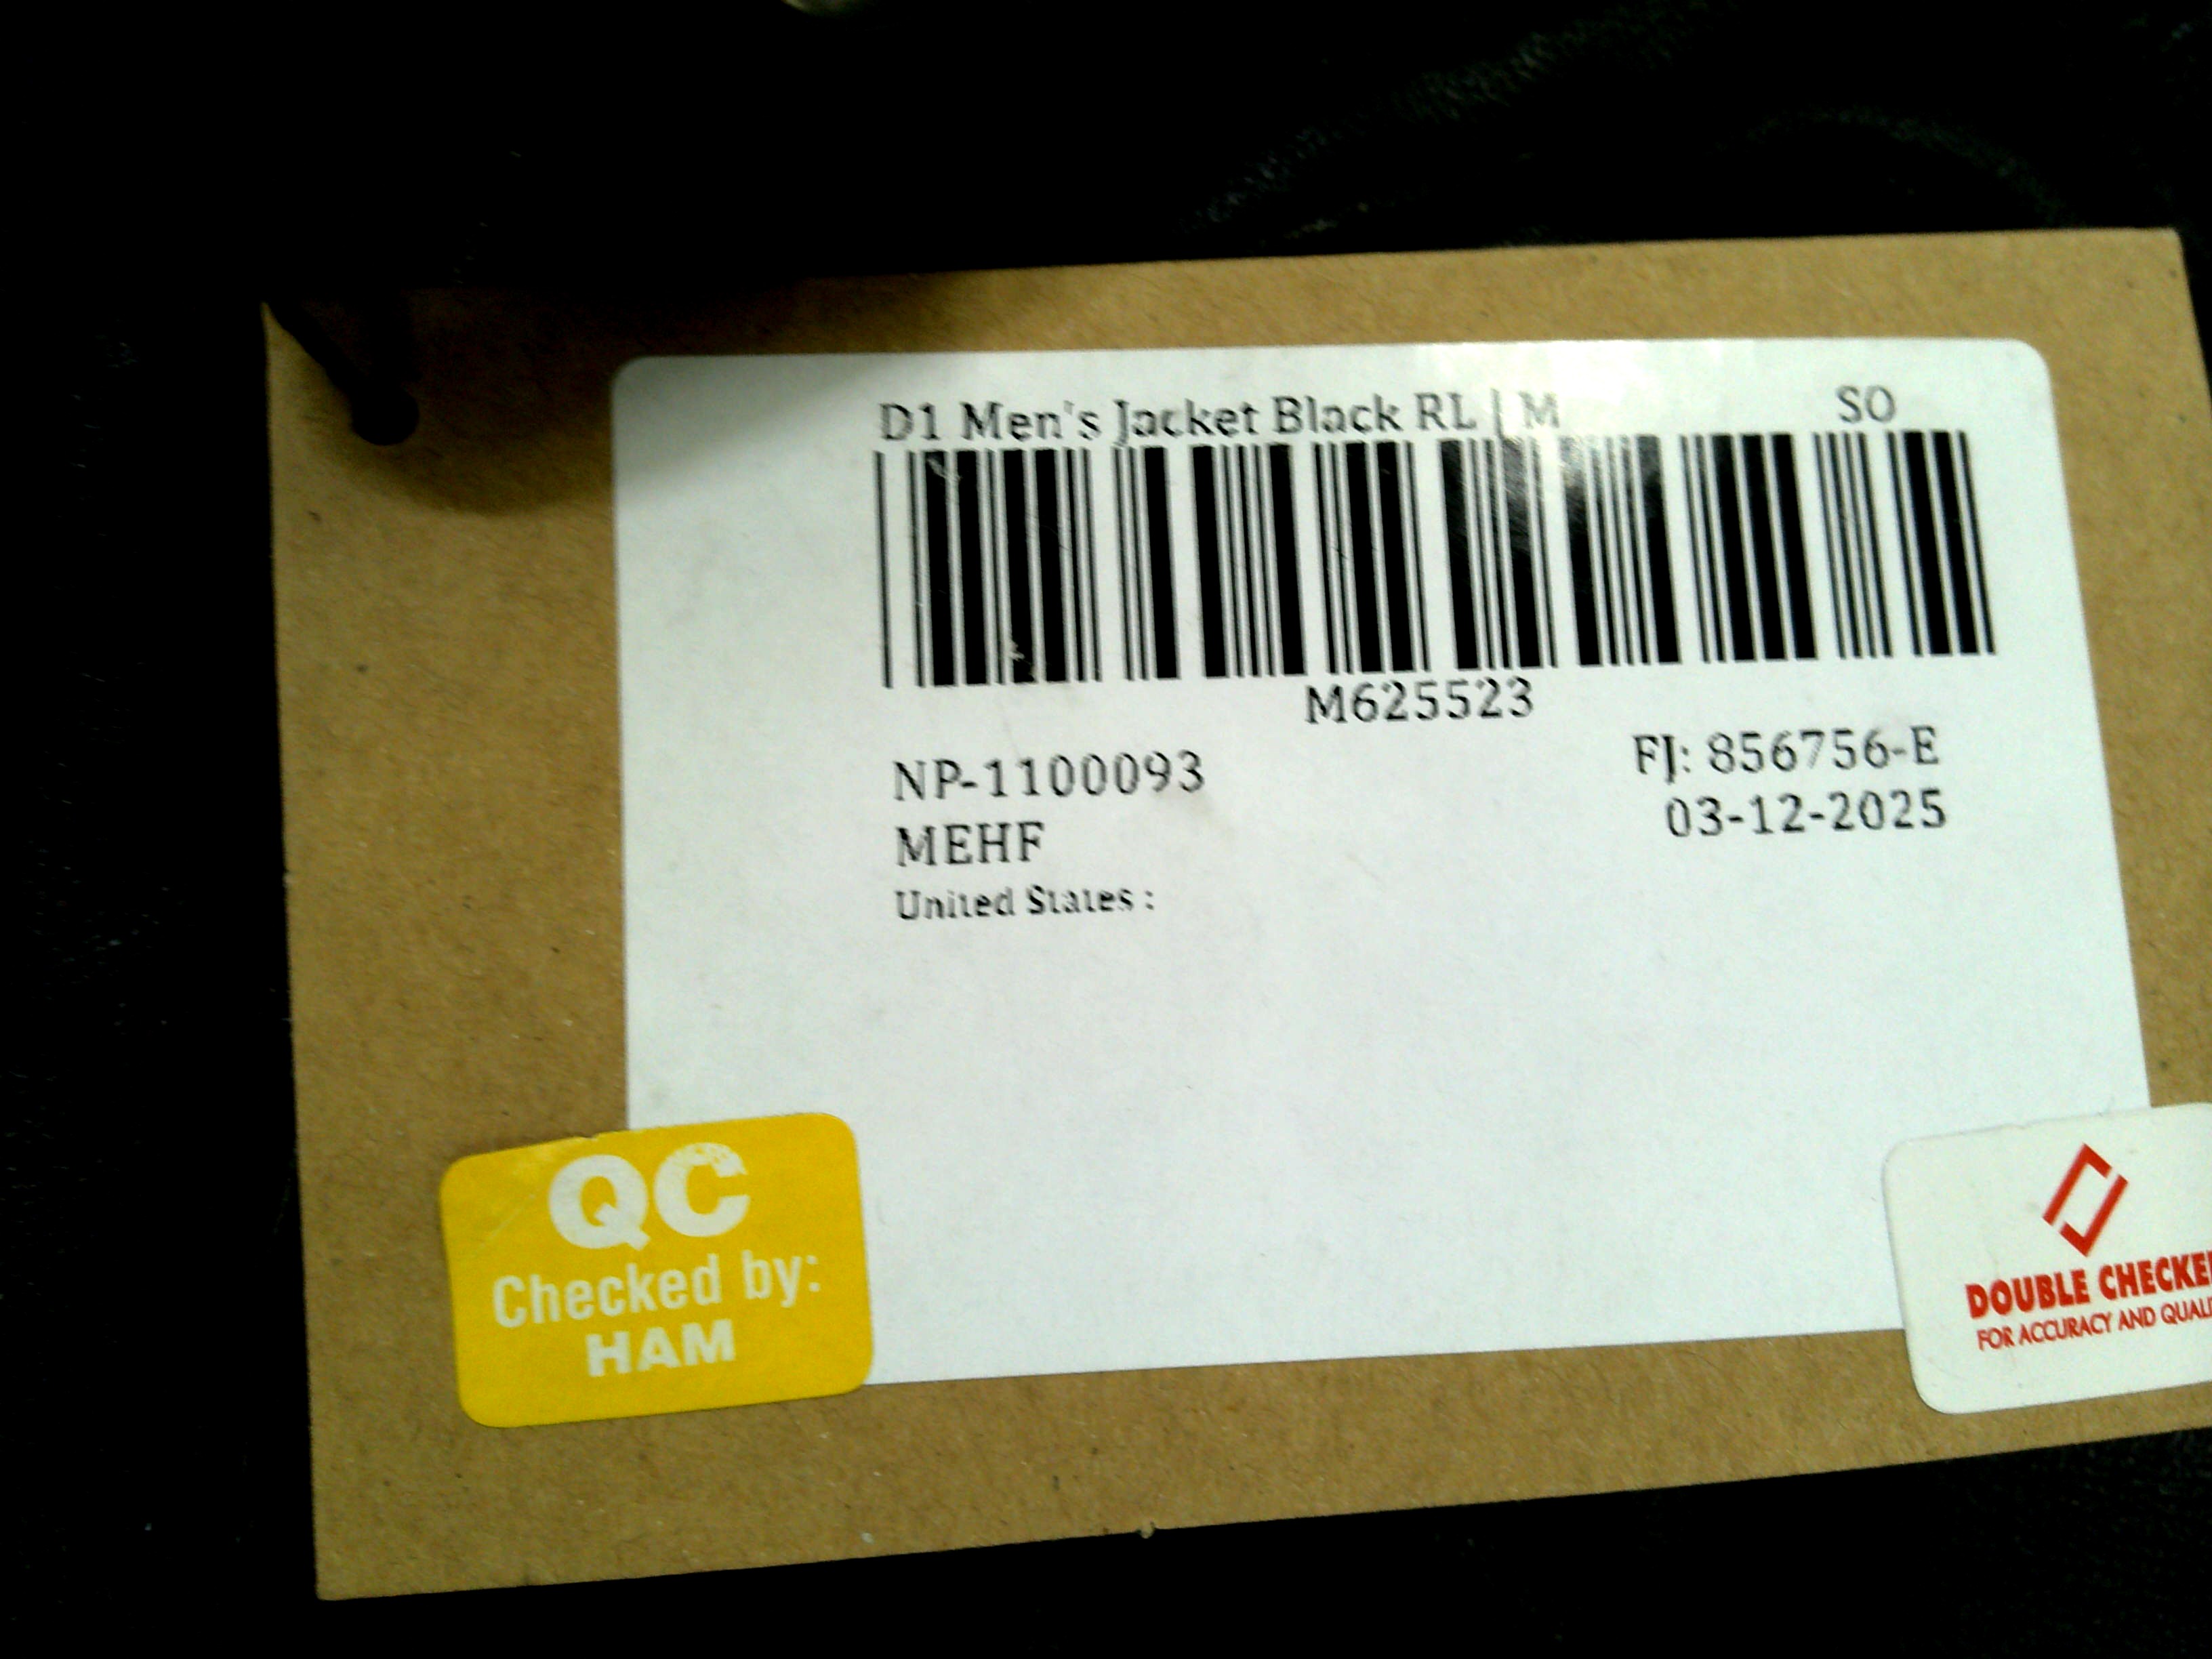 D1 Men's Jacket Black RL | M SO
M625523
NP-1100093 FJ: 856756-E
MEHF 03-12-2025
United States :
QC
Checked by:
HAM
DOUBLE CHECKE
FOR ACCURACY AND QUALI